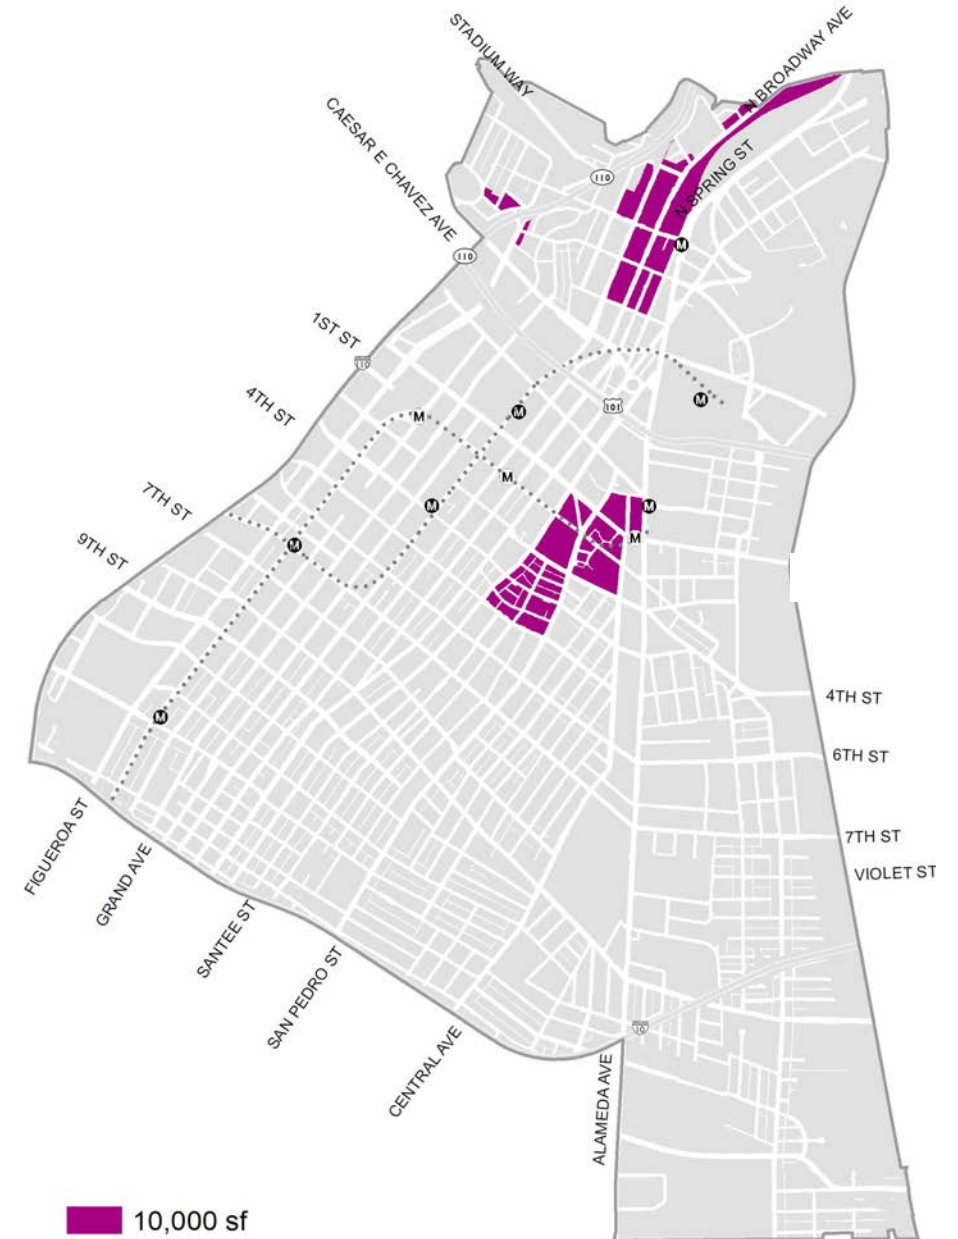 STADIUM WAY
N BROADWAY AVE
CAESAR E CHAVEZ AVE
110
N SPRING ST
M
110
1ST ST
110
4TH ST
M
M
101
M
7TH ST
M
M
M
9TH ST
M
M
4TH ST
M
6TH ST
FIGUEROA ST
7TH ST
GRAND AVE
VIOLET ST
SANTEE ST
SAN PEDRO ST
10
CENTRAL AVE
ALAMEDA AVE
10,000 sf